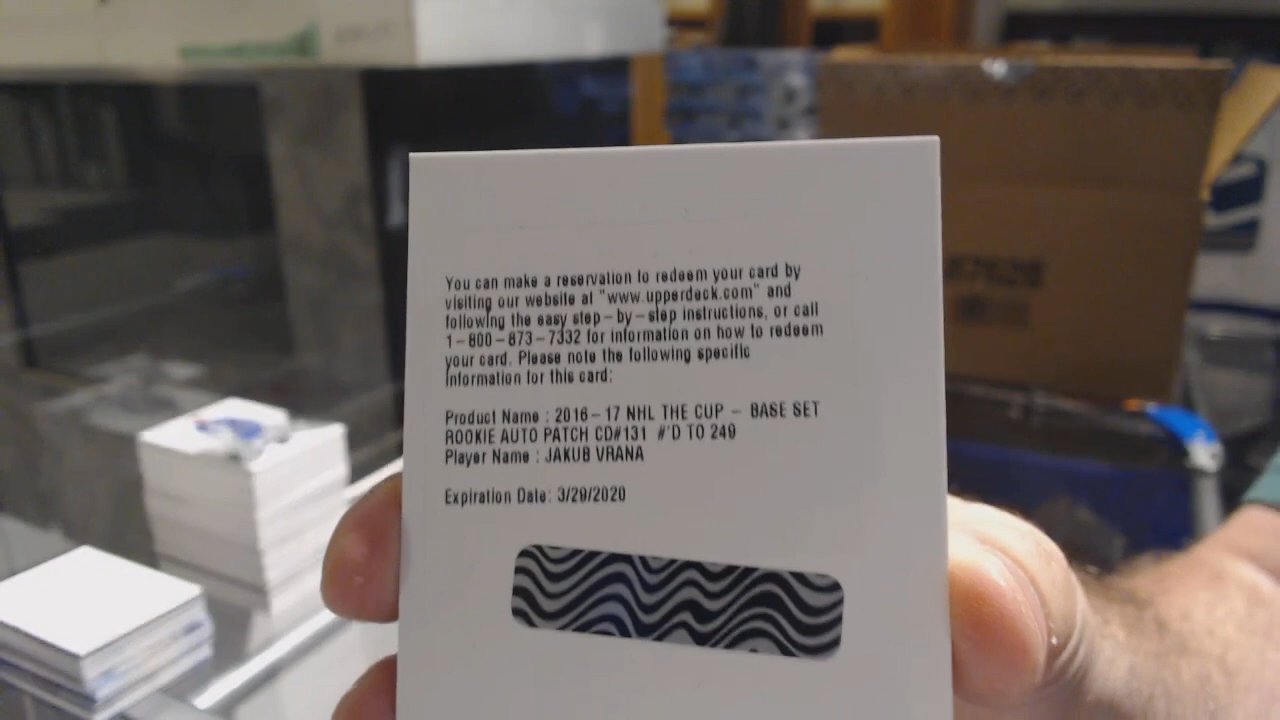 You can make a reservation to redeem your card by
visiting our website at "www.upperdeck.com" and
following the easy step-by-step instructions, or call
1-800-873-7332 for information on how to redeem
your card. Please note the following specific
information for this card:
Product Name : 2016-17 NHL THE CUP - BASE SET
ROOKIE AUTO PATCH CD#131 #'D TO 249
Player Name : JAKUB VRANA
Expiration Date: 3/29/2020